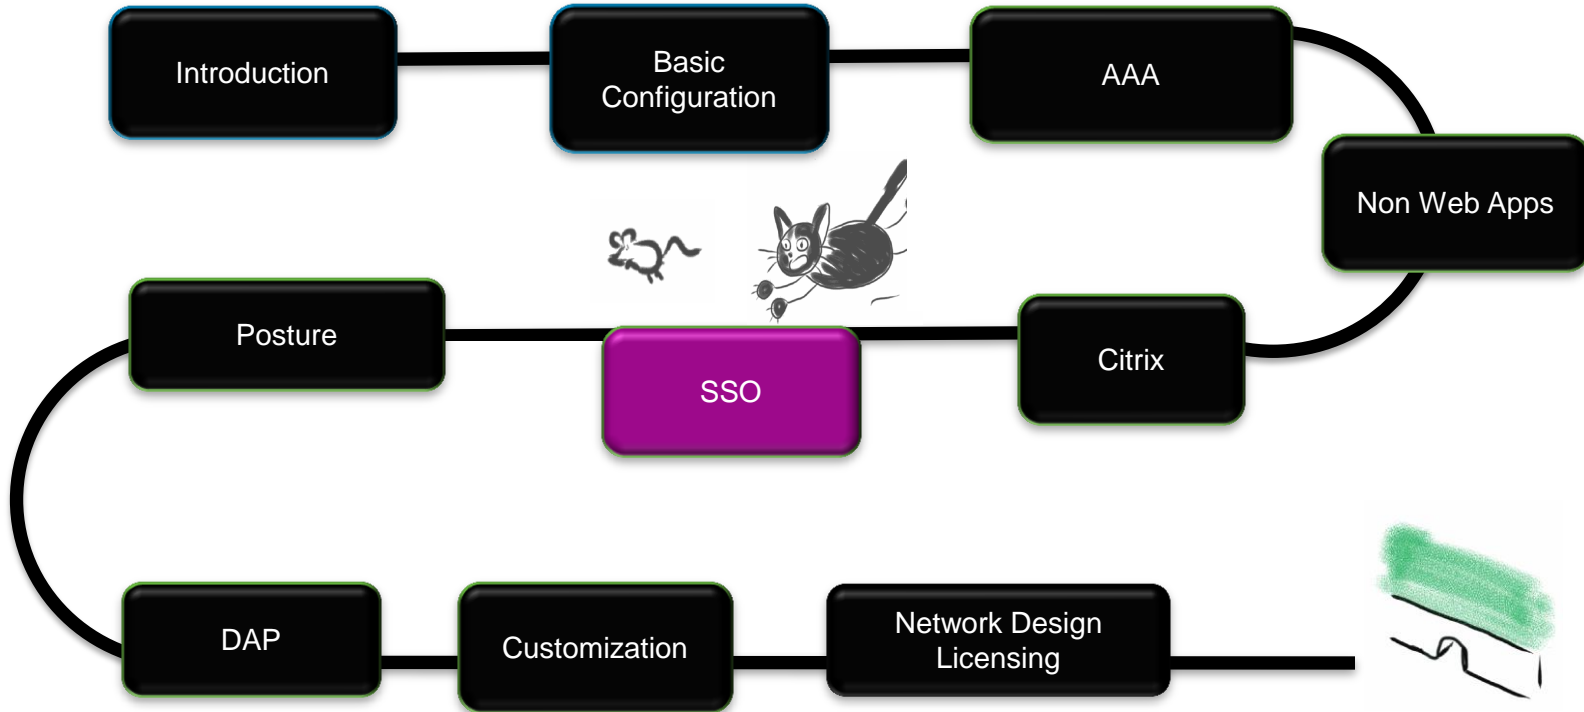 Introduction
Basic
Configuration
AAA
Non Web Apps
Citrix
SSO
Posture
DAP
Customization
Network Design
Licensing